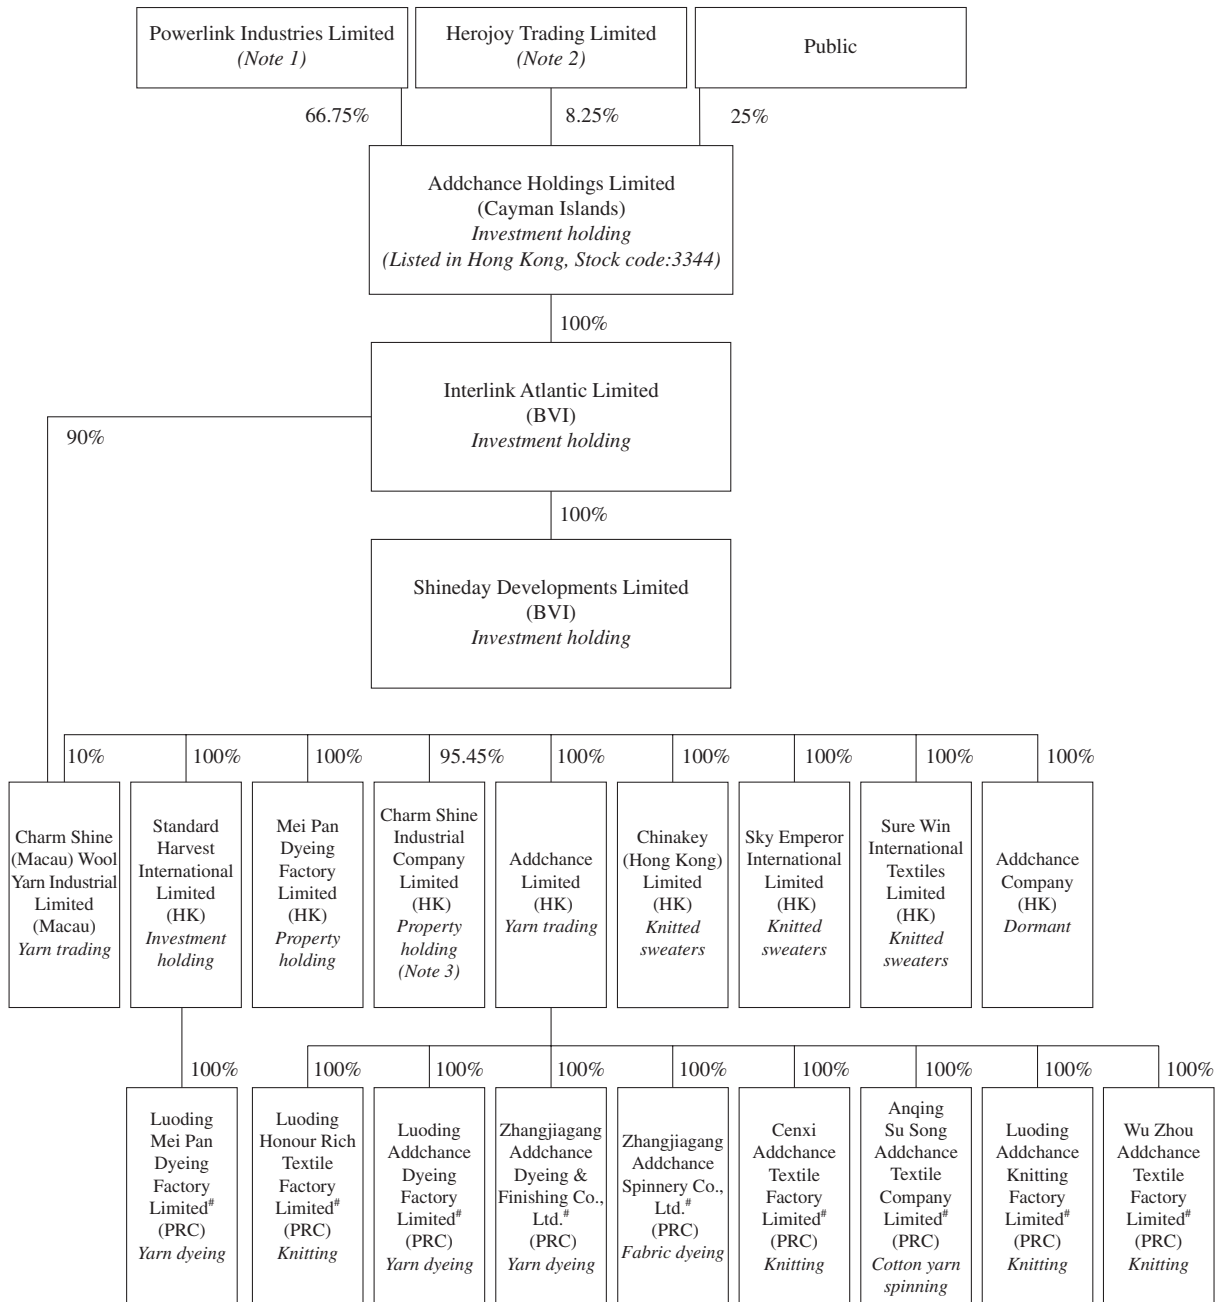 Powerlink Industries Limited
(Note 1)
Herojoy Trading Limited
(Note 2)
Public
66.75%
8.25%
25%
Addchance Holdings Limited
(Cayman Islands)
Investment holding
(Listed in Hong Kong, Stock code:3344)
100%
Interlink Atlantic Limited
(BVI)
Investment holding
90%
100%
Shineday Developments Limited
(BVI)
Investment holding
10%
100%
100%
95.45%
100%
100%
100%
100%
100%
Charm Shine
(Macau) Wool
Yarn Industrial
Limited
(Macau)
Yarn trading
Standard
Harvest
International
Limited
(HK)
Investment
holding
Mei Pan
Dyeing
Factory
Limited
(HK)
Property
holding
Charm Shine
Industrial
Company
Limited
(HK)
Property
holding
(Note 3)
Addchance
Limited
(HK)
Yarn trading
Chinakey
(Hong Kong)
Limited
(HK)
Knitted
sweaters
Sky Emperor
International
Limited
(HK)
Knitted
sweaters
Sure Win
International
Textiles
Limited
(HK)
Knitted
sweaters
Addchance
Company
(HK)
Dormant
100%
100%
100%
100%
100%
100%
100%
100%
100%
Luoding
Mei Pan
Dyeing
Factory
Limited#
(PRC)
Yarn dyeing
Luoding
Honour Rich
Textile
Factory
Limited#
(PRC)
Knitting
Luoding
Addchance
Dyeing
Factory
Limited#
(PRC)
Yarn dyeing
Zhangjiagang
Addchance
Dyeing &
Finishing Co.,
Ltd.#
(PRC)
Yarn dyeing
Zhangjiagang
Addchance
Spinnery Co.,
Ltd.#
(PRC)
Fabric dyeing
Cenxi
Addchance
Textile
Factory
Limited#
(PRC)
Knitting
Anqing
Su Song
Addchance
Textile
Company
Limited#
(PRC)
Cotton yarn
spinning
Luoding
Addchance
Knitting
Factory
Limited#
(PRC)
Knitting
Wu Zhou
Addchance
Textile
Factory
Limited#
(PRC)
Knitting